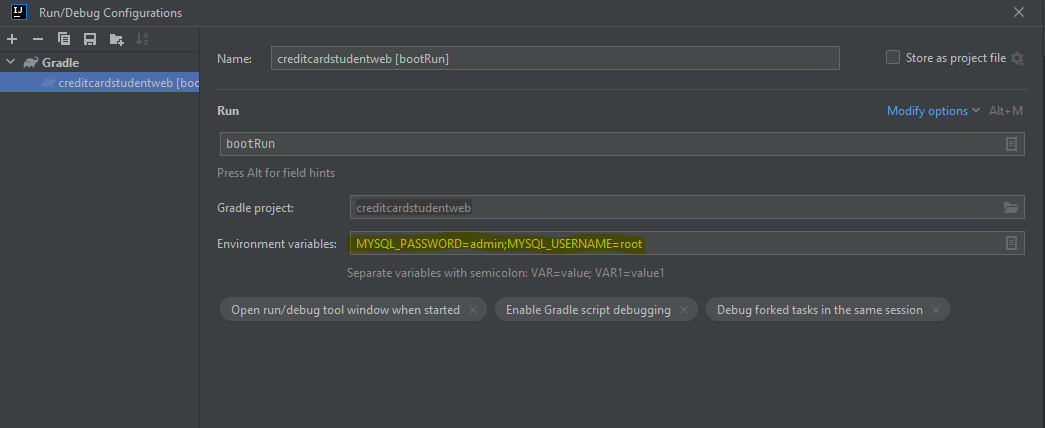 IJ Run/Debug Configurations
Gradle
creditcardstudentweb [boo
Name: creditcardstudentweb [bootRun] Store as project file
Run Modify options Alt+M
bootRun
Press Alt for field hints
Gradle project: creditcardstudentweb
Environment variables: MYSQL_PASSWORD=admin;MYSQL_USERNAME=root
Separate variables with semicolon: VAR=value; VAR1=value1
Open run/debug tool window when started Enable Gradle script debugging Debug forked tasks in the same session